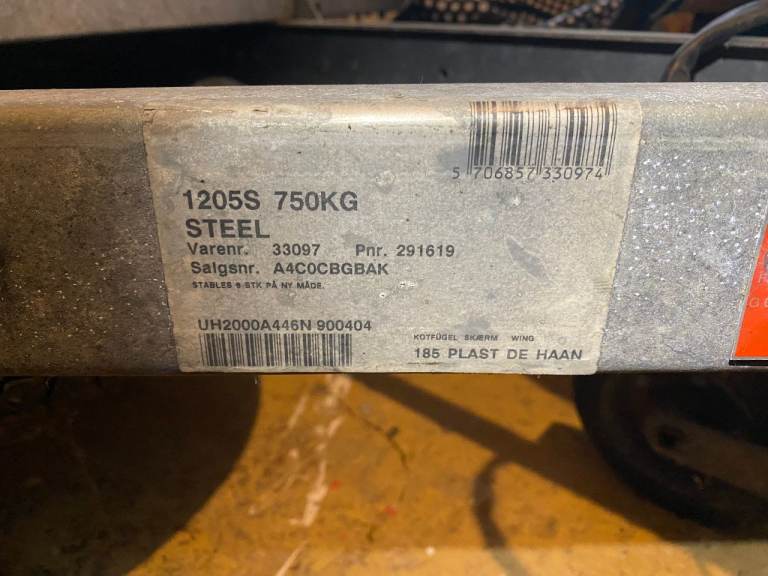 5 706857 330974
1205S 750KG
STEEL
Varenr. 33097 Pnr. 291619
Salgsnr. A4C0CBGBAK
STABLES 6 STK PÅ NY MÅDE.
UH2000A446N 900404
KOTFÜGEL SKÆRM WING
185 PLAST DE HAAN